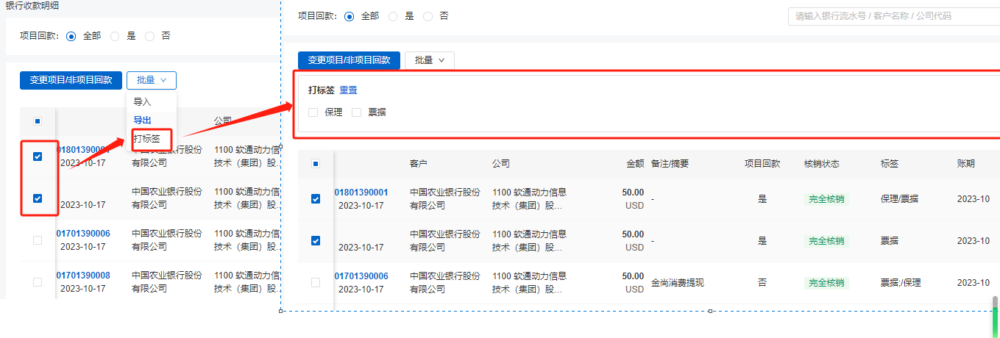 银行收款明细
项目回款： 全部 是 否
变更项目/非项目回款 批量
导入
导出
打标签
公司
2023-10-17
有限公司
1100 软通动力信
技术（集团）股…
2023-10-17
中国农业银行股份
有限公司
1100 软通动力信
技术（集团）股…
01701390006
2023-10-17
中国农业银行股份
有限公司
1100 软通动力信
技术（集团）股…
01701390008
2023-10-17
中国农业银行股份
有限公司
1100 软通动力信
技术（集团）股…
项目回款： 全部 是 否
请输入银行流水号 / 客户名称 / 公司代码
变更项目/非项目回款 批量
打标签 重置
保理 票据
客户 公司 金额 备注/摘要 项目回款 核销状态 标签 账期
01801390001
2023-10-17
中国农业银行股份
有限公司
1100 软通动力信息
技术（集团）股…
50.00
USD
- 是 完全核销 保理/票据 2023-10
2023-10-17
中国农业银行股份
有限公司
1100 软通动力信息
技术（集团）股…
50.00
USD
- 是 完全核销 票据 2023-10
01701390006
2023-10-17
中国农业银行股份
有限公司
1100 软通动力信息
技术（集团）股…
50.00
USD
金尚消费提现 否 完全核销 票据;/保理 2023-10